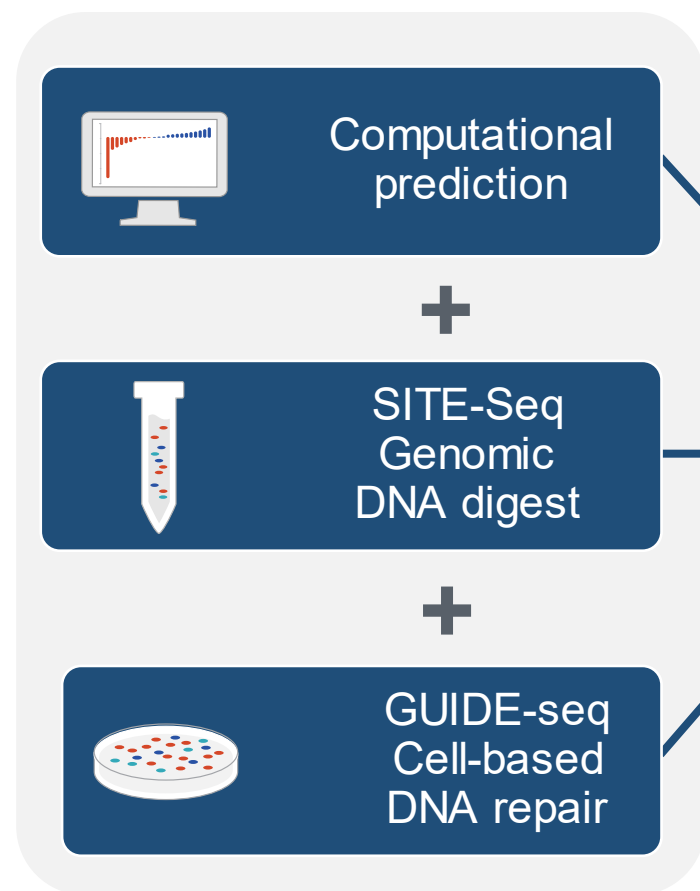 Computational
prediction
+
SITE-Seq
Genomic
DNA digest
+
GUIDE-seq
Cell-based
DNA repair